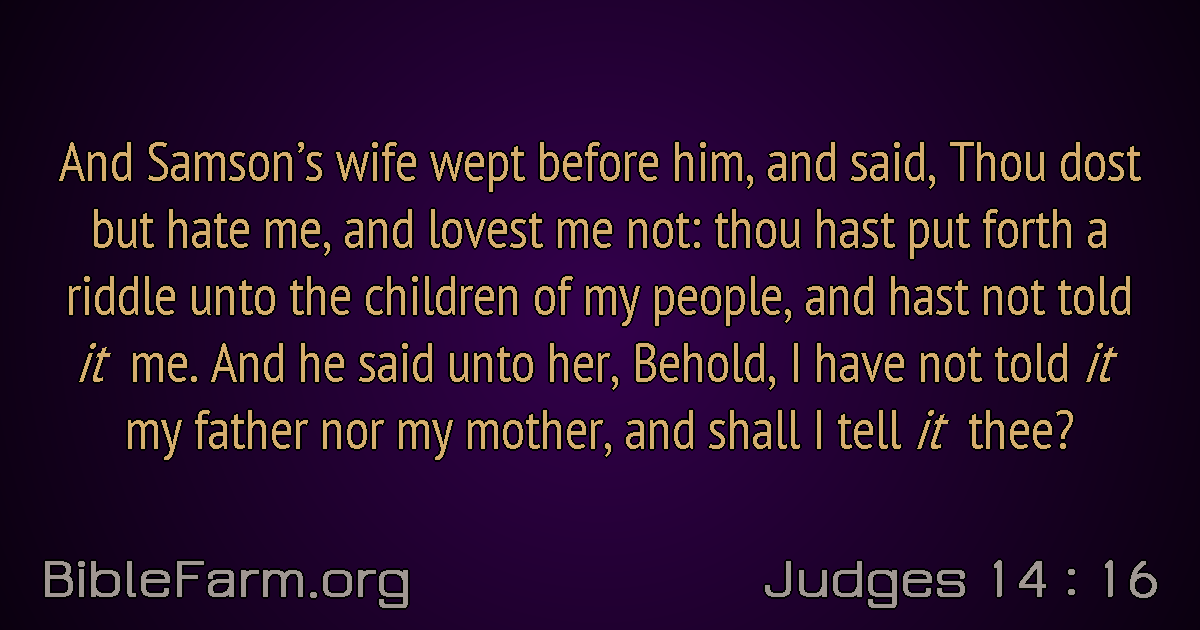 And Samson’s wife wept before him, and said, Thou dost
but hate me, and lovest me not: thou hast put forth a
riddle unto the children of my people, and hast not told
it me. And he said unto her, Behold, I have not told it
my father nor my mother, and shall I tell it thee?
BibleFarm.org
Judges 14 : 16